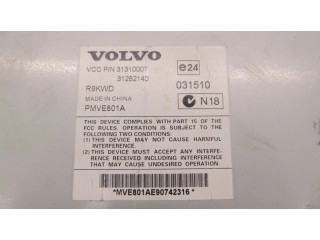 VOLVO
VCC P/N 31310007
31282140
e24
031510
R9KWD
N18
MADE IN CHINA
PMVE801A
THIS DEVICE COMPLIES WITH PART 15 OF THE
FCC RULES. OPERATION IS SUBJECT TO THE
FOLLOWING TWO CONDITIONS:
(1) THIS DEVICE MAY NOT CAUSE HARMFUL
INTERFERENCE.
(2) THIS DEVICE MUST ACCEPT ANY INTERFE-
RENCE RECEIVED,INCLUDING INTERFERENCE
THAT MAY CAUSE UNDESIRED OPERATION
*MVE801AE90742316*